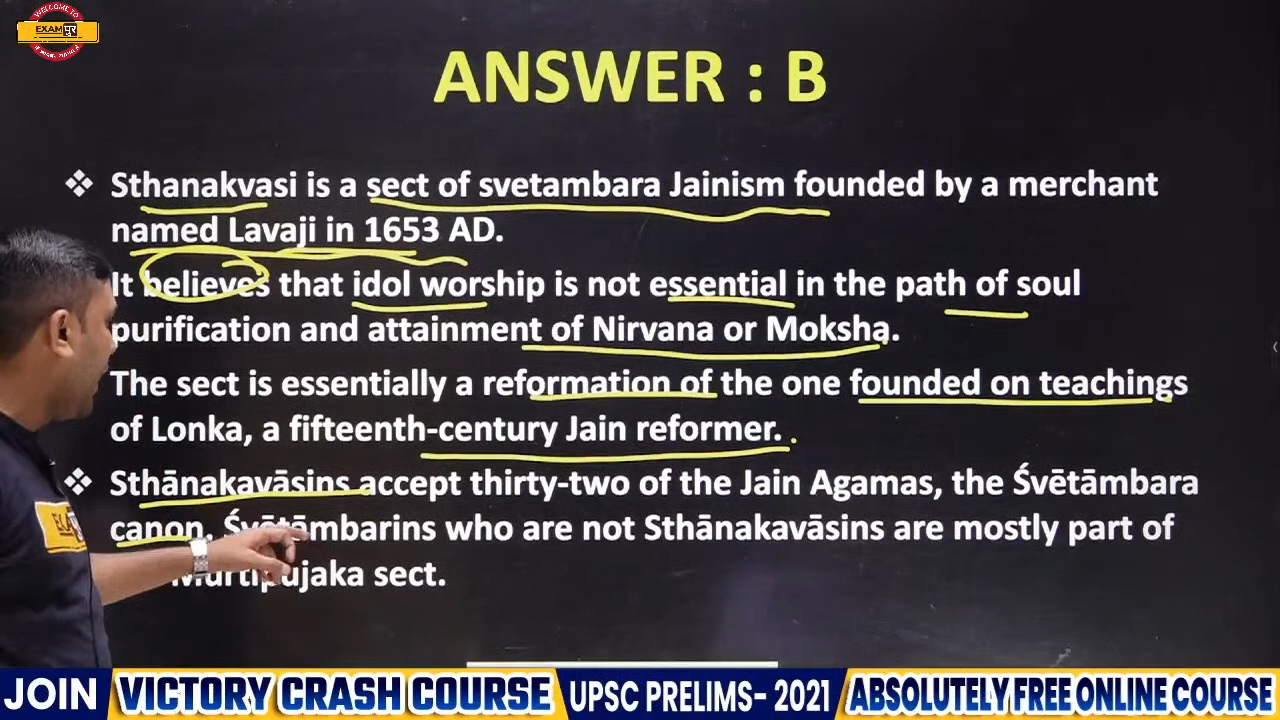 WELCOME TO
EXAM पुर
ANSWER : B
❖ Sthanakvasi is a sect of svetambara Jainism founded by a merchant
named Lavaji in 1653 AD.
It believes that idol worship is not essential in the path of soul
purification and attainment of Nirvana or Moksha.
The sect is essentially a reformation of the one founded on teachings
of Lonka, a fifteenth-century Jain reformer.
❖ Sthānakavāsins accept thirty-two of the Jain Agamas, the Śvētāmbara
canon. Śvētāmbarins who are not Sthānakavāsins are mostly part of
Murtipujaka sect.
JOIN VICTORY CRASH COURSE UPSC PRELIMS- 2021 ABSOLUTELY FREE ONLINE COURSE